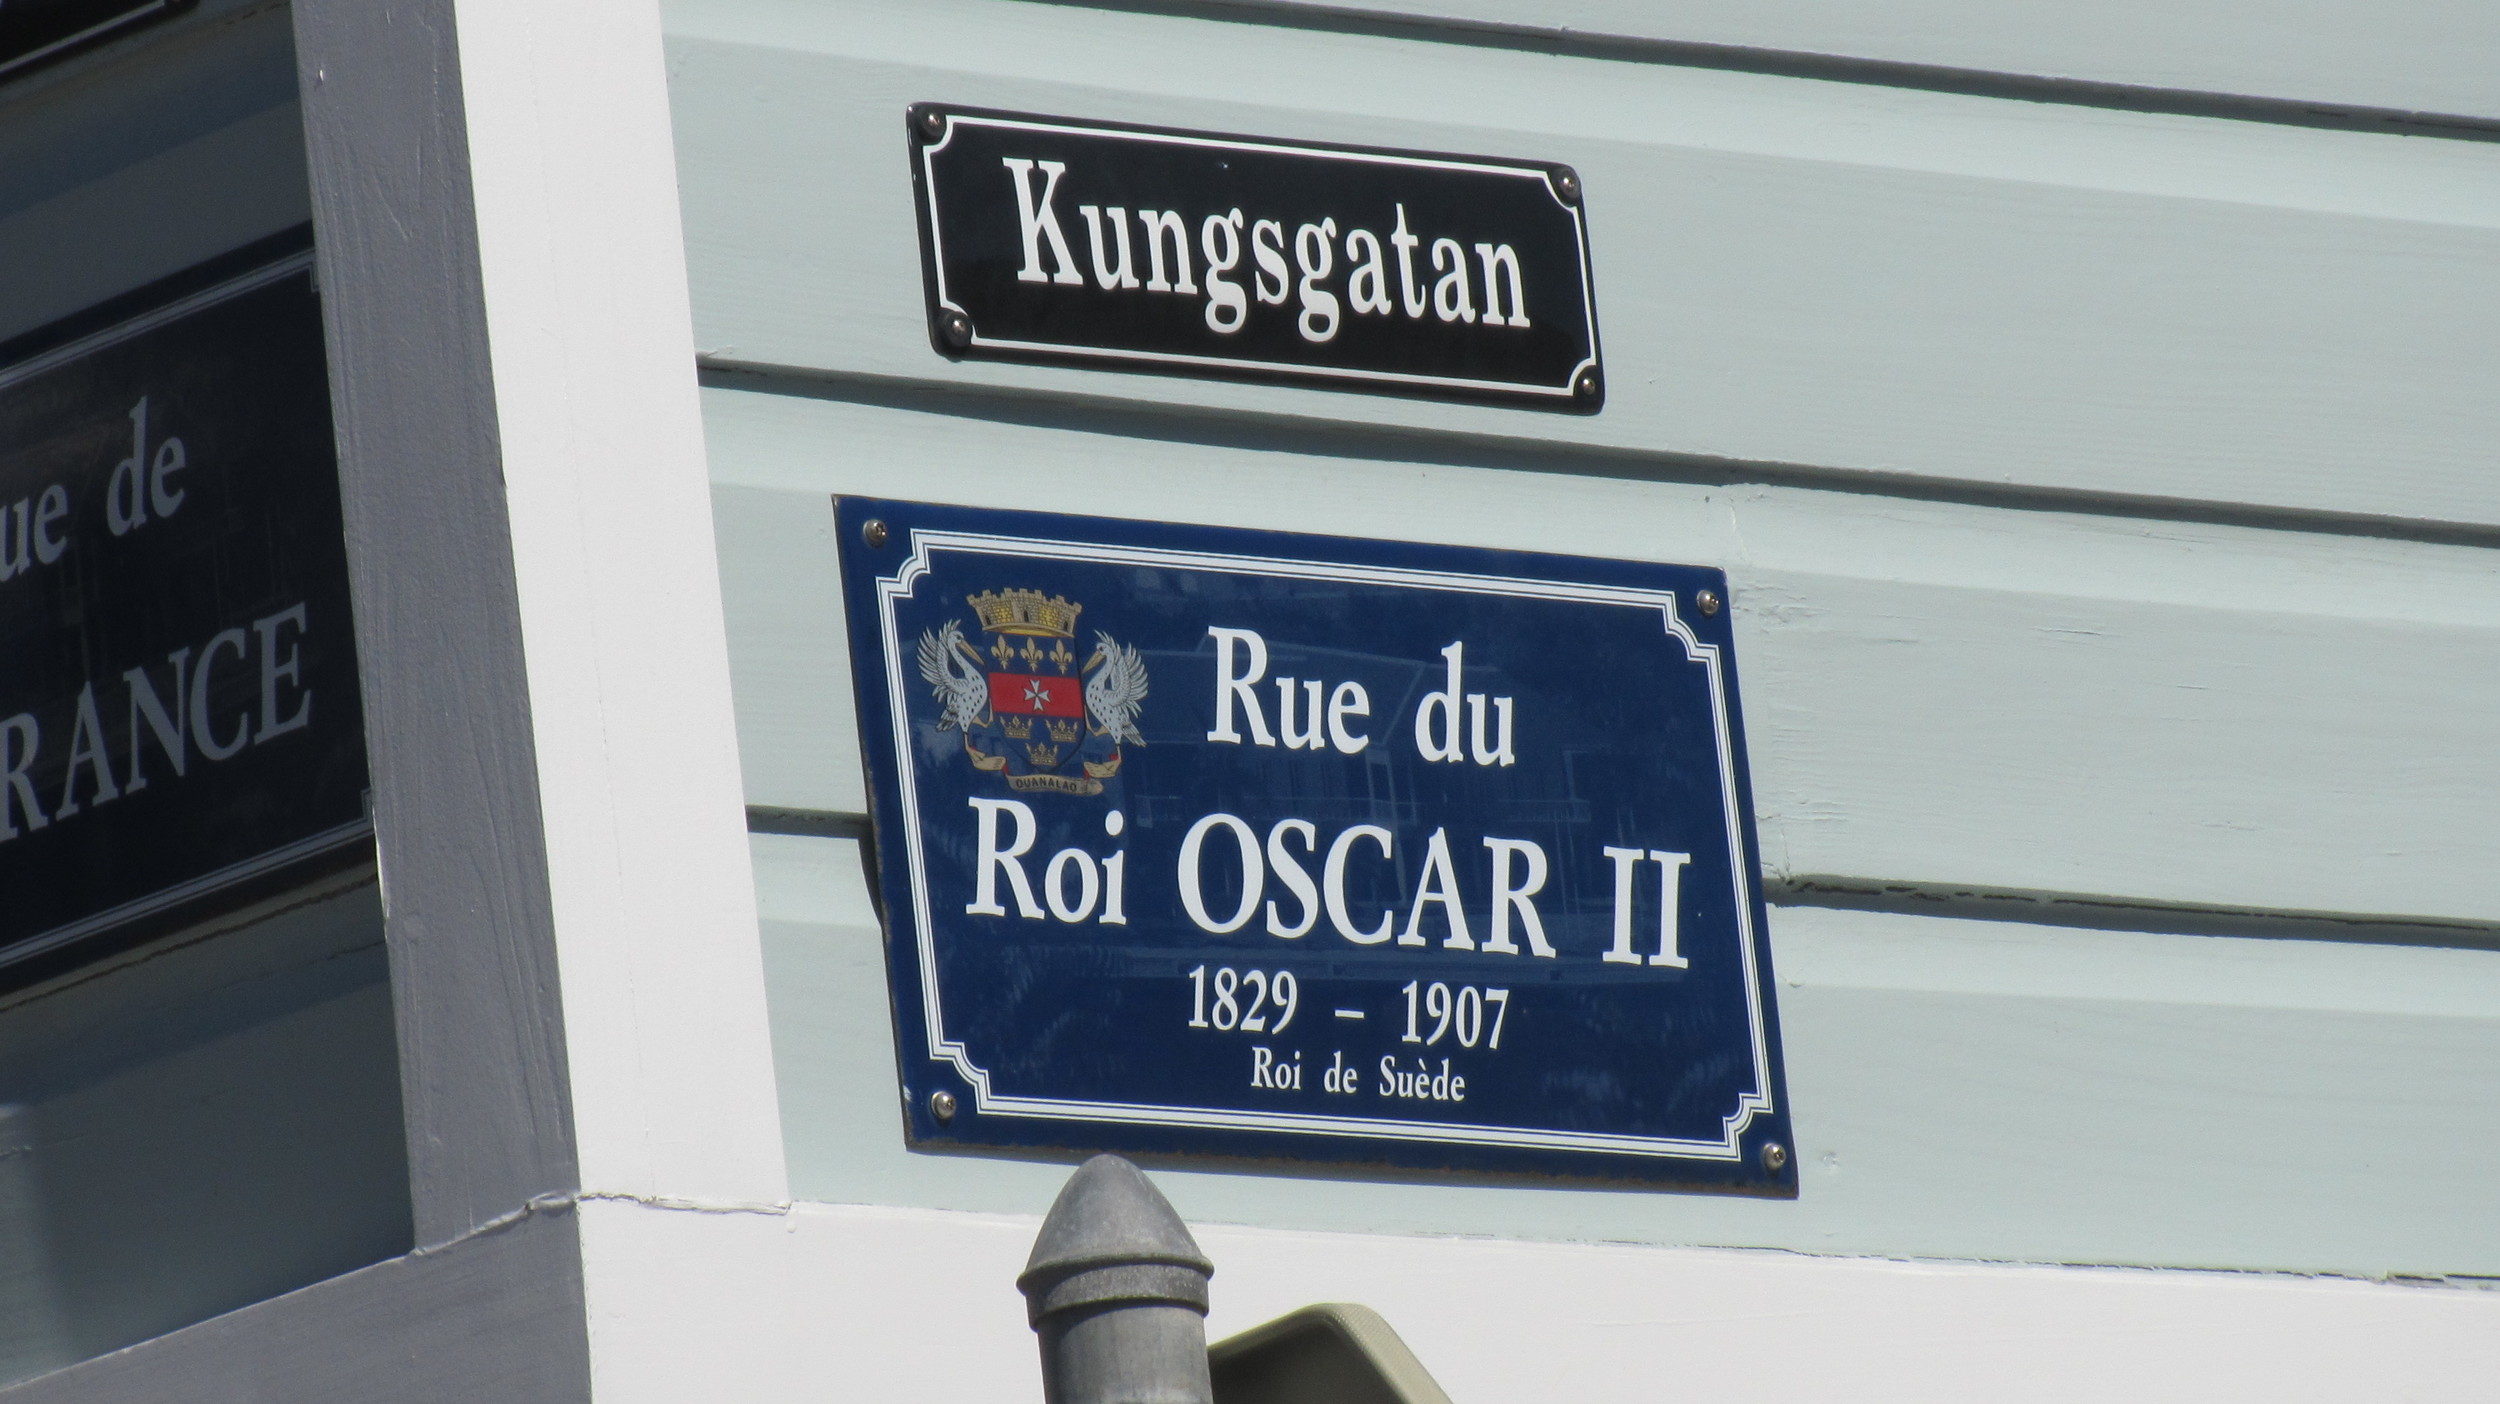 Kungsgatan
Rue du
Roi OSCAR II
1829 – 1907
Roi de Suède
OUANALAO
ue de
RANCE